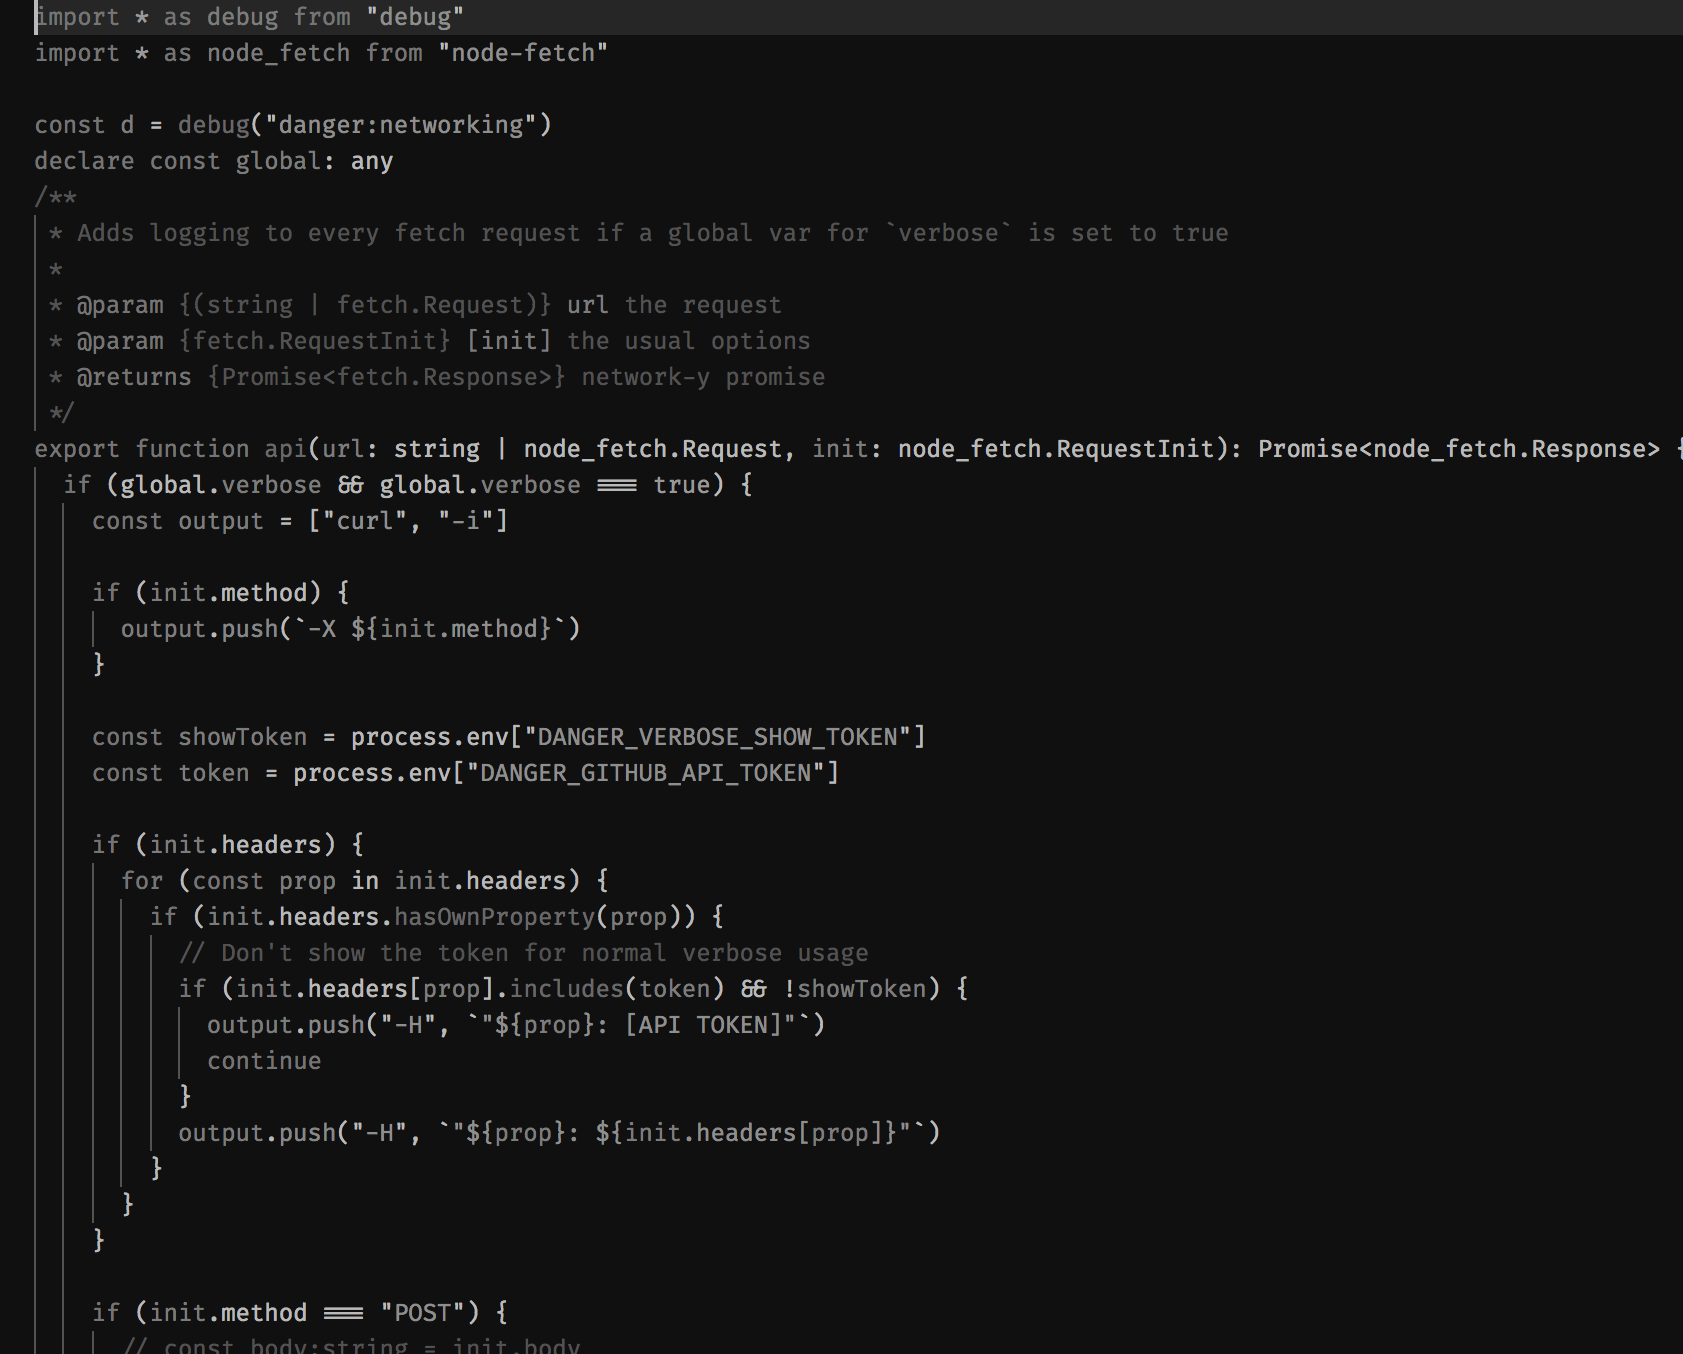 import * as debug from "debug"
import * as node_fetch from "node-fetch"
const d = debug("danger:networking")
declare const global: any
/**
* Adds logging to every fetch request if a global var for `verbose` is set to true
*
* @param {(string | fetch.Request)} url the request
* @param {fetch.RequestInit} [init] the usual options
* @returns {Promise<fetch.Response>} network-y promise
*/
export function api(url: string | node_fetch.Request, init: node_fetch.RequestInit): Promise<node_fetch.Response> {
if (global.verbose && global.verbose === true) {
const output = ["curl", "-i"]
if (init.method) {
output.push(`-X ${init.method}`)
}
const showToken = process.env["DANGER_VERBOSE_SHOW_TOKEN"]
const token = process.env["DANGER_GITHUB_API_TOKEN"]
if (init.headers) {
for (const prop in init.headers) {
if (init.headers.hasOwnProperty(prop)) {
// Don't show the token for normal verbose usage
if (init.headers[prop].includes(token) && !showToken) {
output.push("-H", `"${prop}: [API TOKEN]"`)
continue
}
output.push("-H", `"${prop}: ${init.headers[prop]}"`)
}
}
}
if (init.method === "POST") {
// const body:string = init.body